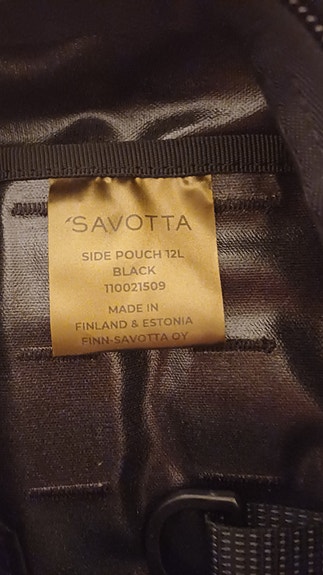 SAVOTTA
SIDE POUCH 12L
BLACK
110021509
MADE IN
FINLAND & ESTONIA
FINN-SAVOTTA OY